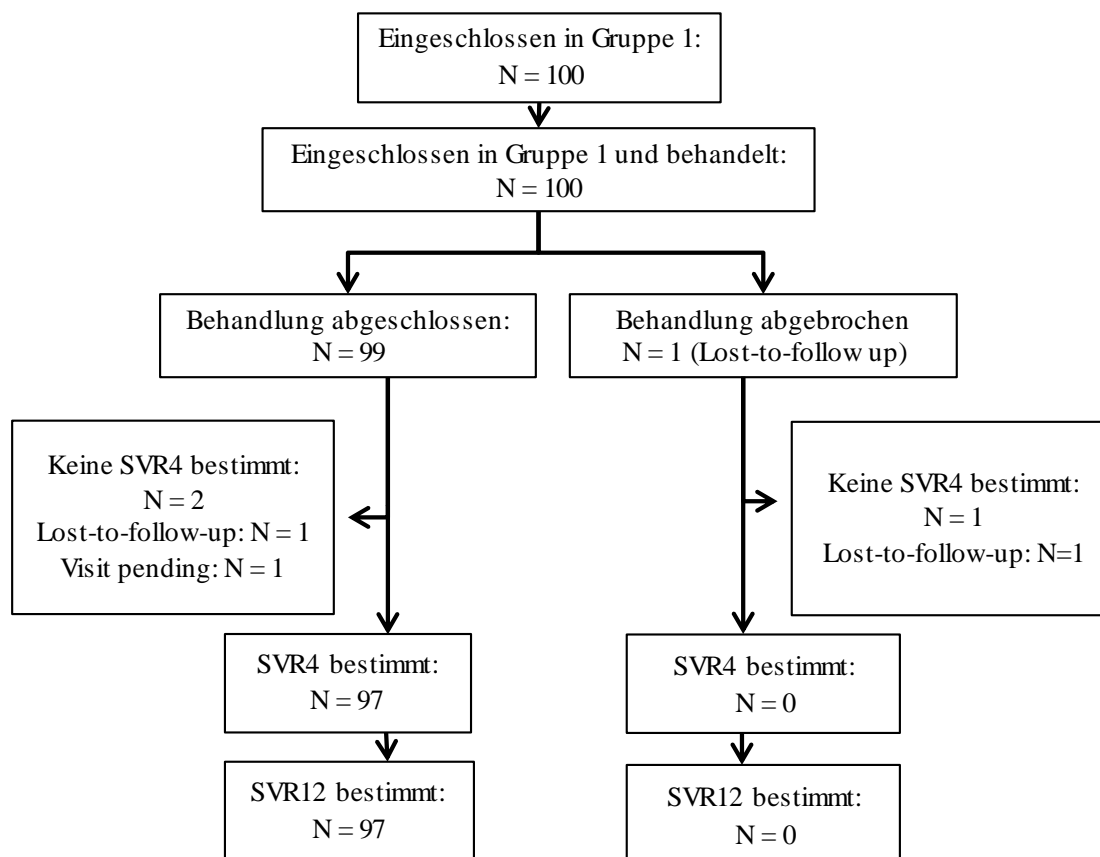 Eingeschlossen in Gruppe 1:
N = 100
Eingeschlossen in Gruppe 1 und behandelt:
N = 100
Behandlung abgeschlossen:
N = 99
Behandlung abgebrochen
N = 1 (Lost-to-follow up)
Keine SVR4 bestimmt:
N = 2
Lost-to-follow-up: N = 1
Visit pending: N = 1
Keine SVR4 bestimmt:
N = 1
Lost-to-follow-up: N=1
SVR4 bestimmt:
N = 97
SVR4 bestimmt:
N = 0
SVR12 bestimmt:
N = 97
SVR12 bestimmt:
N = 0